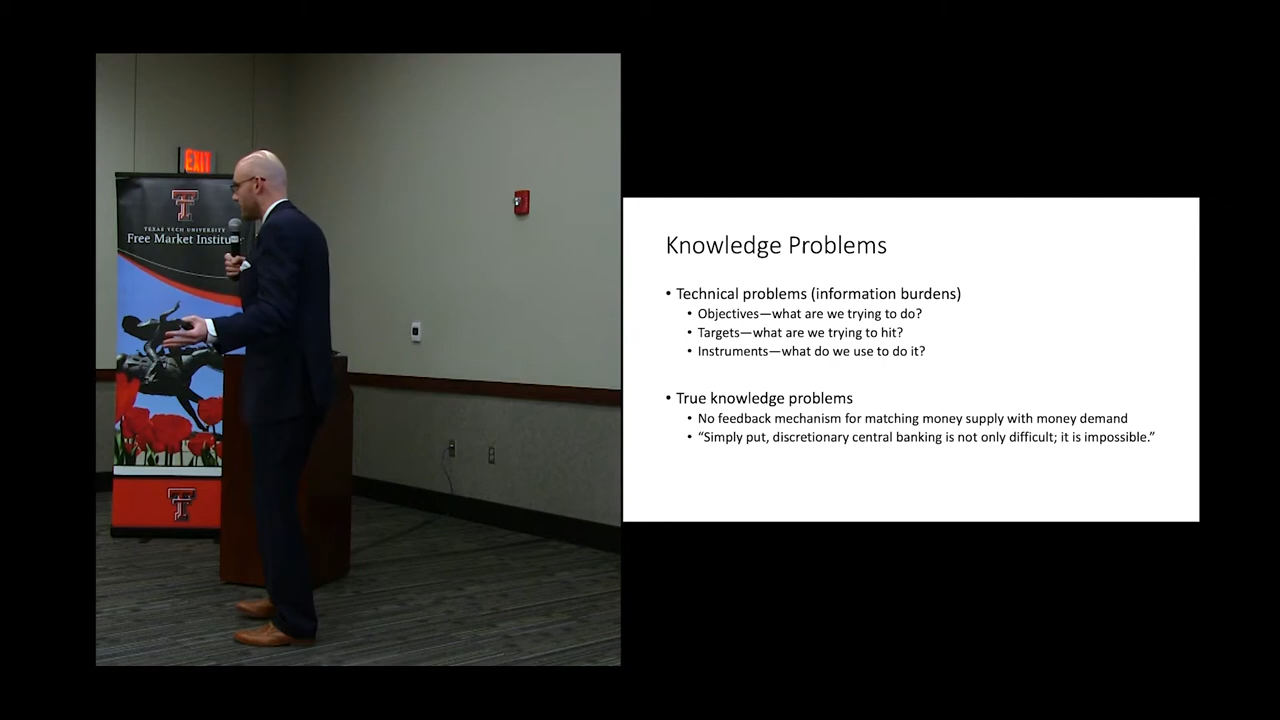 EXIT
TEXAS TECH UNIVERSITY
Free Market Institu
Knowledge Problems
• Technical problems (information burdens)
• Objectives—what are we trying to do?
• Targets—what are we trying to hit?
• Instruments—what do we use to do it?
• True knowledge problems
• No feedback mechanism for matching money supply with money demand
• “Simply put, discretionary central banking is not only difficult; it is impossible.”